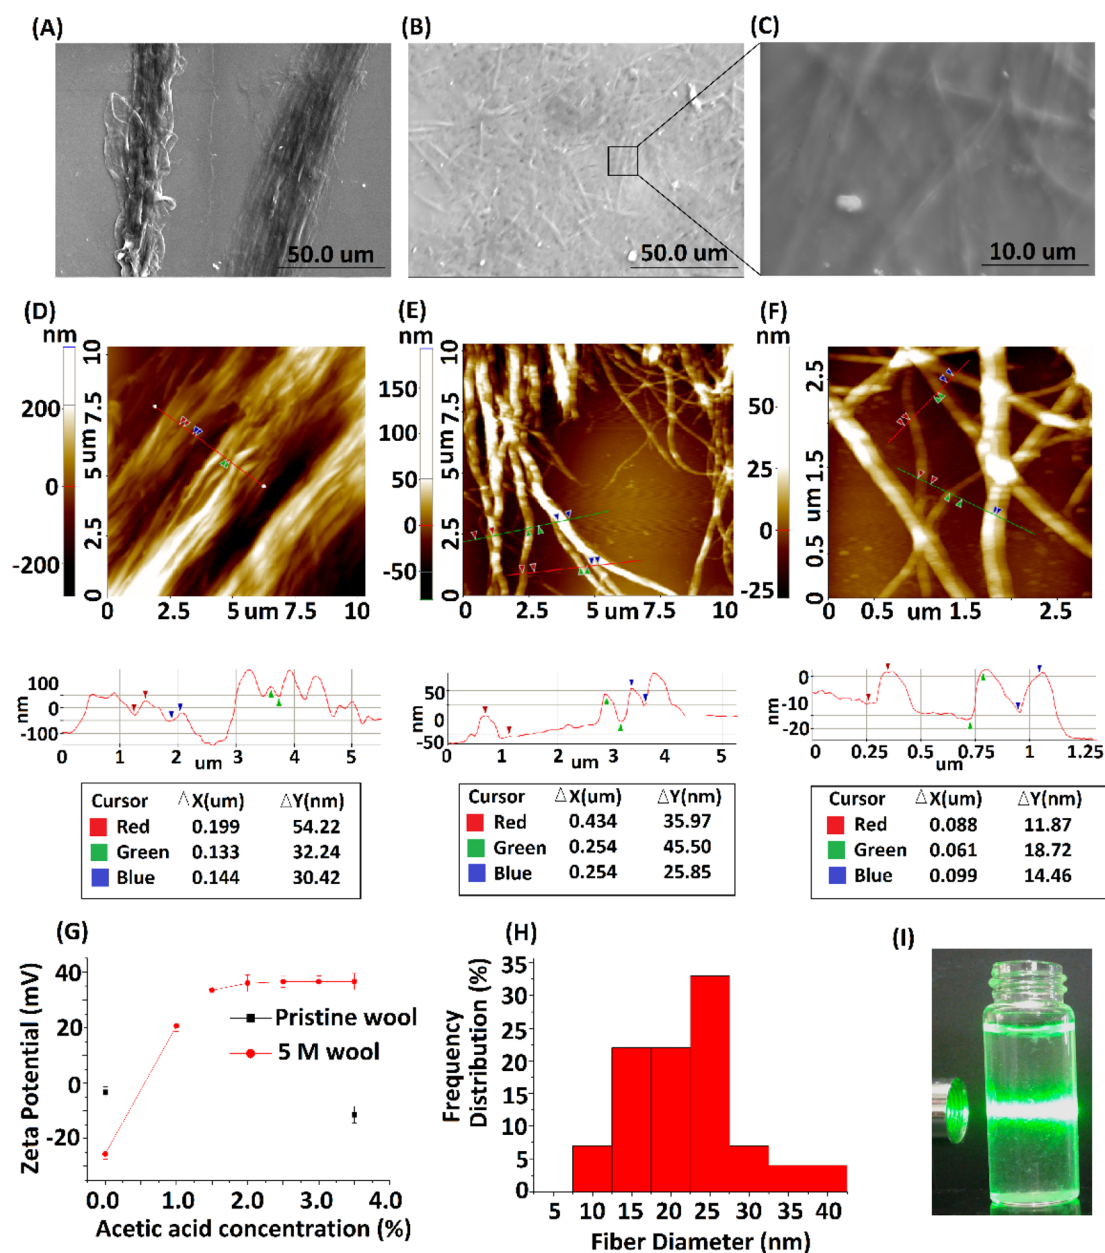 (A)
(B)
(C)
50.0 um
50.0 um
10.0 um
(D)
nm
200
0
-200
10
7.5
um
5
2.5
0
0
2.5
um
5
um
7.5
10
(E)
nm
150
100
50
0
-50
10
7.5
um
5
2.5
0
0
2.5
um
5
um
7.5
10
(F)
nm
50
25
0
-25
2.5
1.5
um
0.5
0
0
0.5
um
1.5
2.5
100
0
-100
nm
0 1 2 3 4 5
um
50
0
-50
nm
0 1 2 3 4 5
um
0
-10
-20
nm
0 0.25 0.5 0.75 1 1.25
um
Cursor △X(um) △Y(nm)
Red 0.199 54.22
Green 0.133 32.24
Blue 0.144 30.42
Cursor △X(um) △Y(nm)
Red 0.434 35.97
Green 0.254 45.50
Blue 0.254 25.85
Cursor △X(um) △Y(nm)
Red 0.088 11.87
Green 0.061 18.72
Blue 0.099 14.46
(G)
Zeta Potential (mV)
40
20
0
-20
Pristine wool
5 M wool
0.0 1.0 2.0 3.0 4.0
Acetic acid concentration (%)
(H)
Frequency
Distribution (%)
35
30
25
20
15
10
5
0
5 10 15 20 25 30 35 40
Fiber Diameter (nm)
(I)